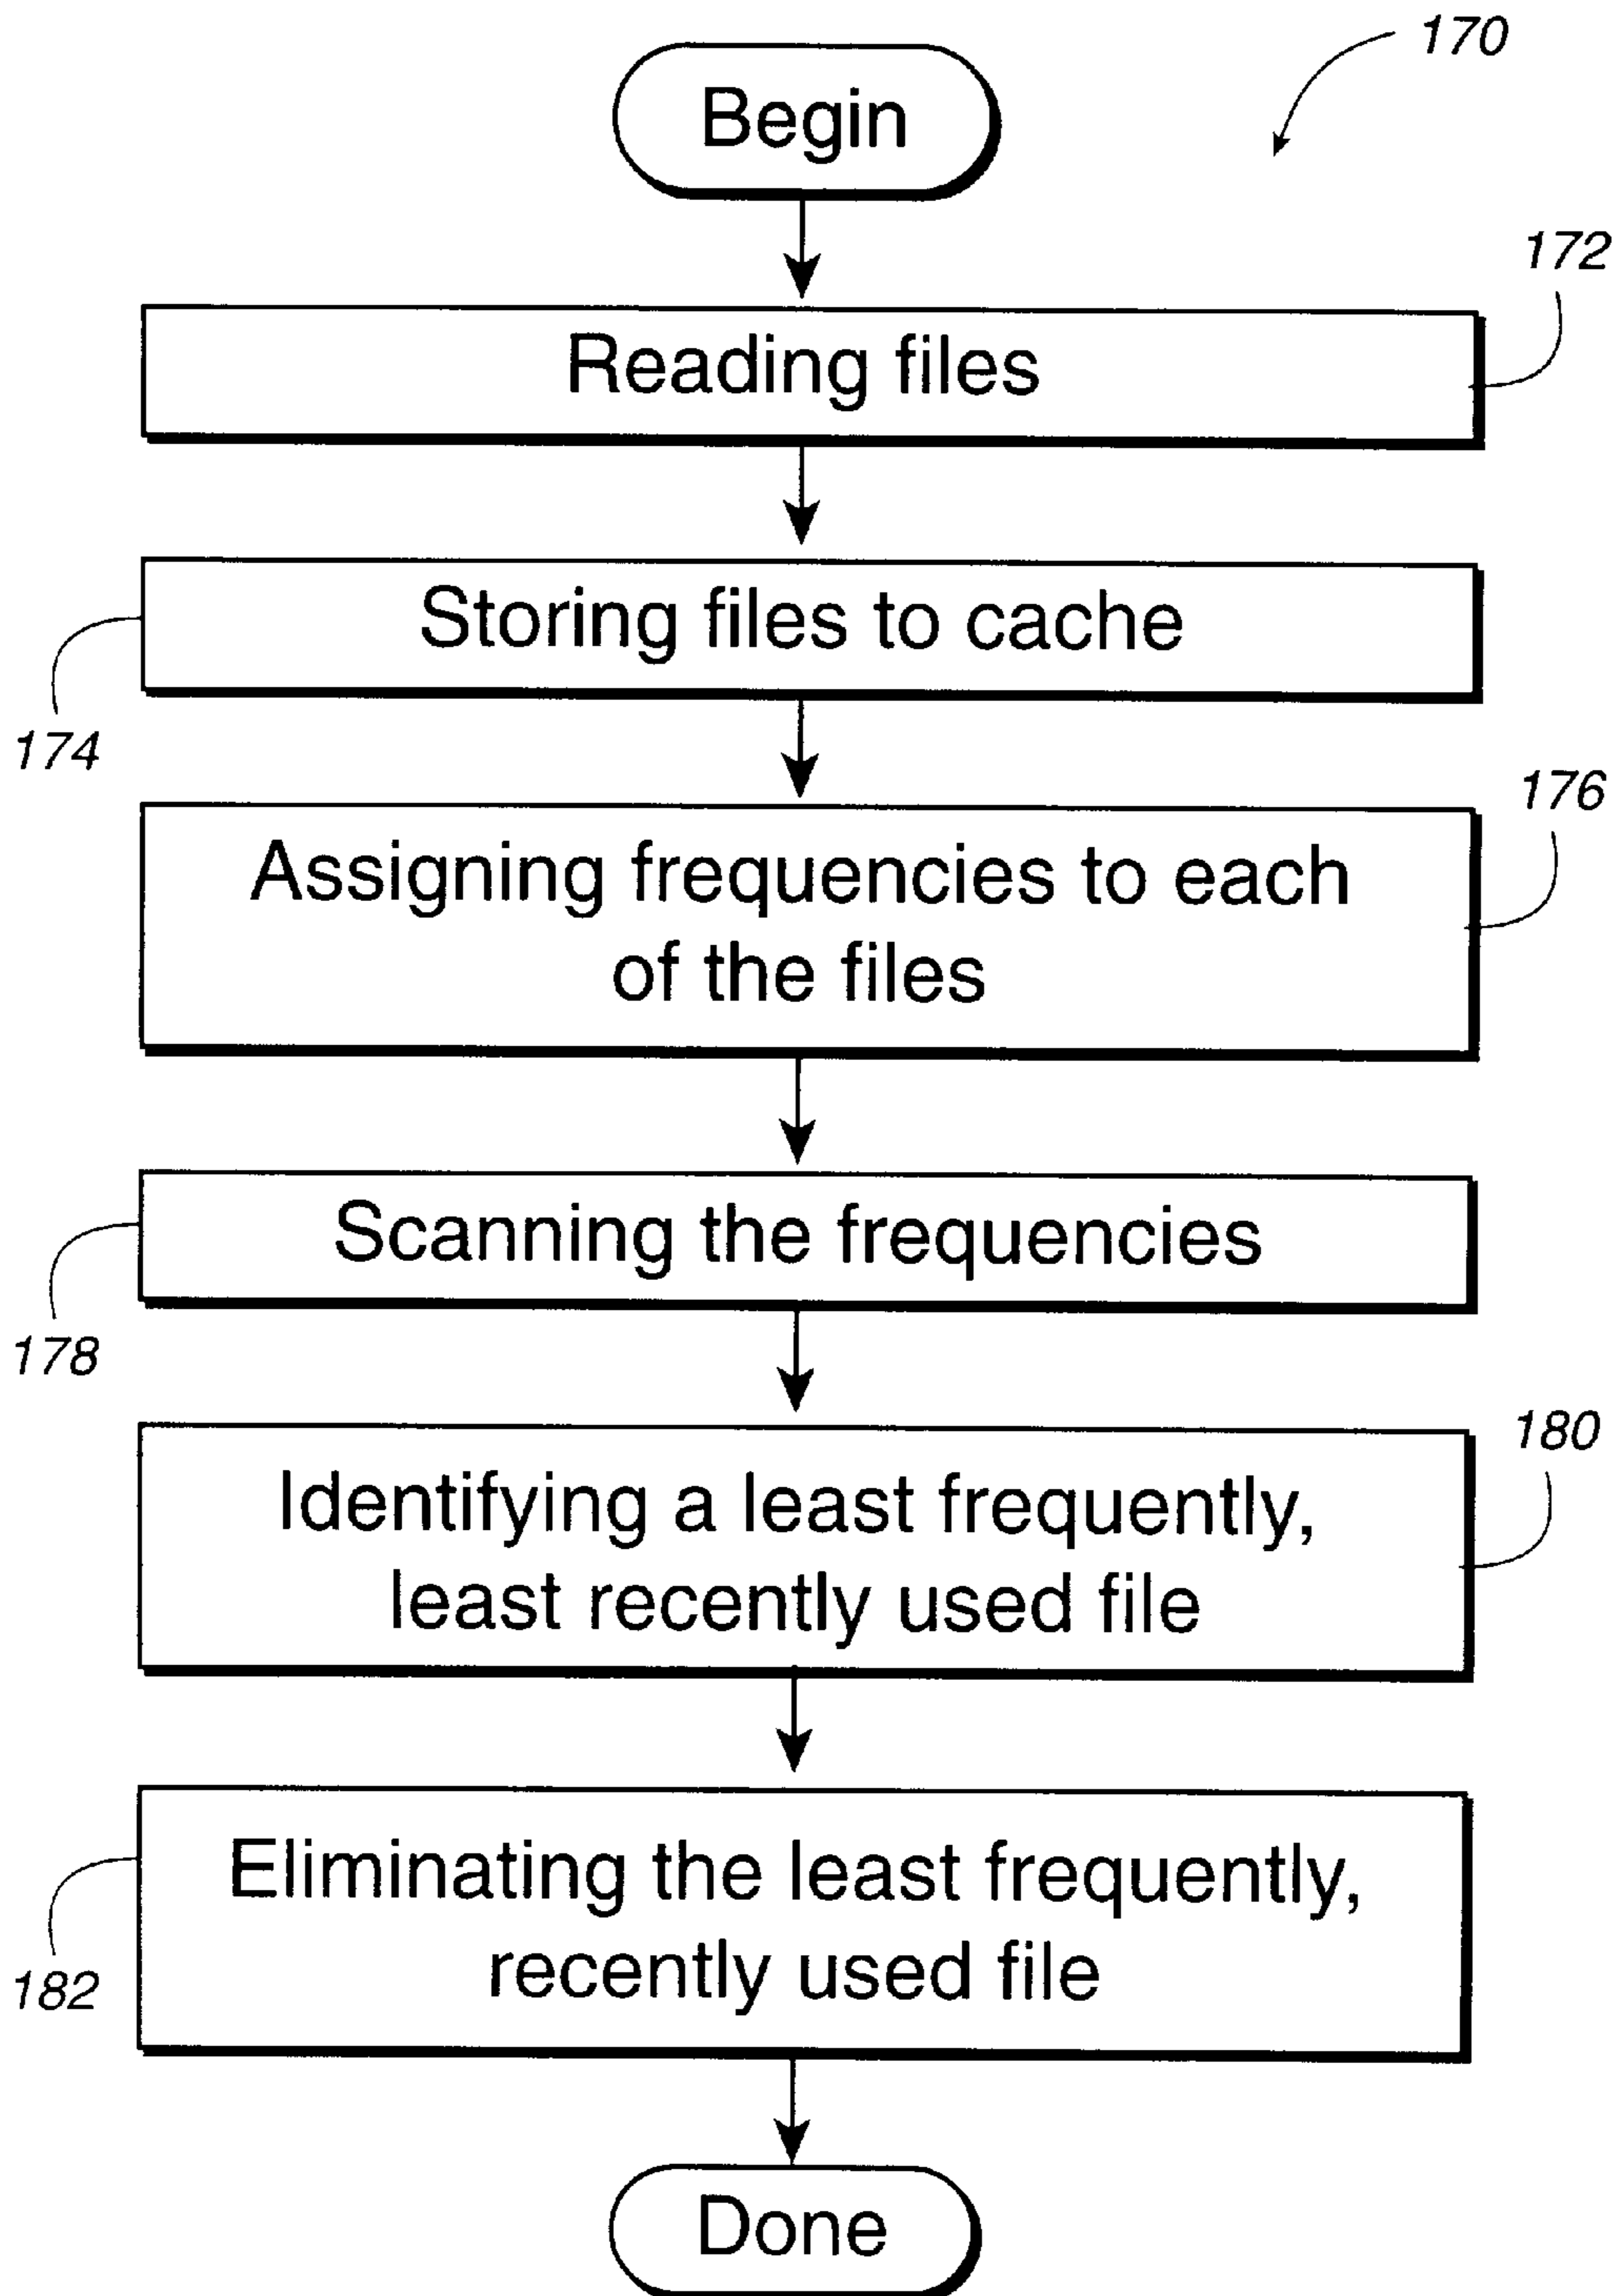 170
Begin
172
Reading files
Storing files to cache
174
176
Assigning frequencies to each
of the files
Scanning the frequencies
178
180
Identifying a least frequently,
least recently used file
Eliminating the least frequently,
recently used file
182
Done